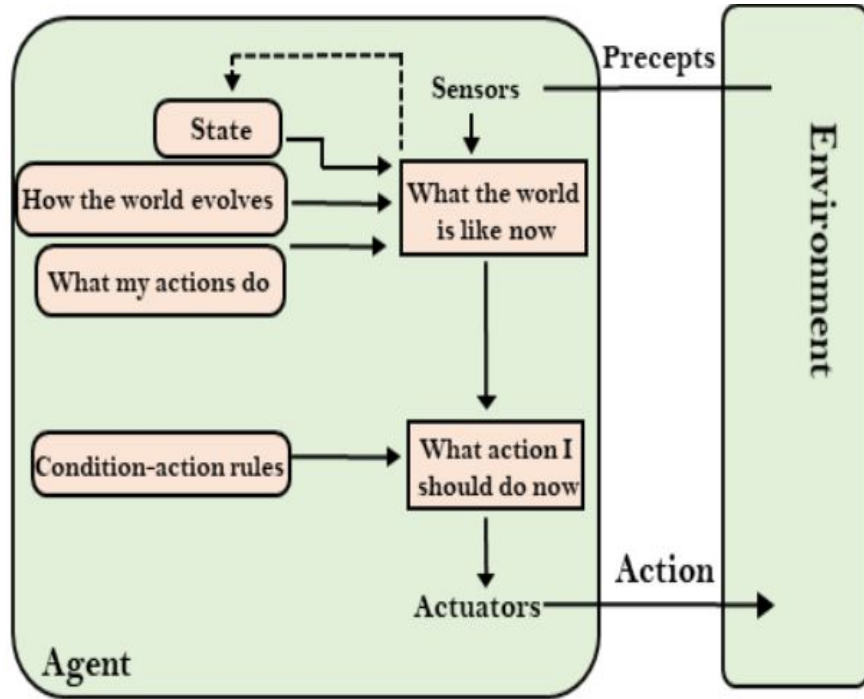 Precepts
Sensors
State
How the world evolves
What the world
is like now
What my actions do
Environment
Condition-action rules
What action I
should do now
Action
Actuators
Agent